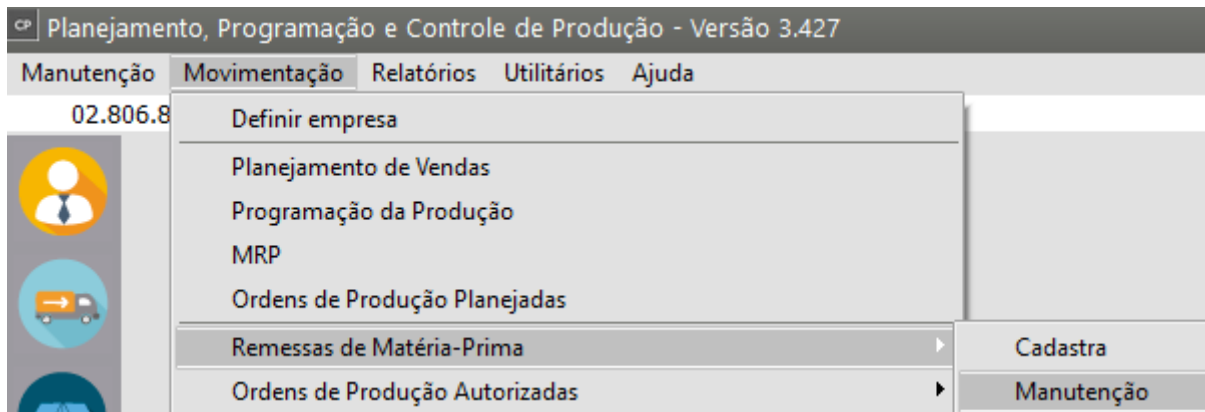 CP Planejamento, Programação e Controle de Produção - Versão 3.427
Manutenção Movimentação Relatórios Utilitários Ajuda
02.806.8
Definir empresa
Planejamento de Vendas
Programação da Produção
MRP
Ordens de Produção Planejadas
Remessas de Matéria-Prima
Cadastra
Ordens de Produção Autorizadas
Manutenção